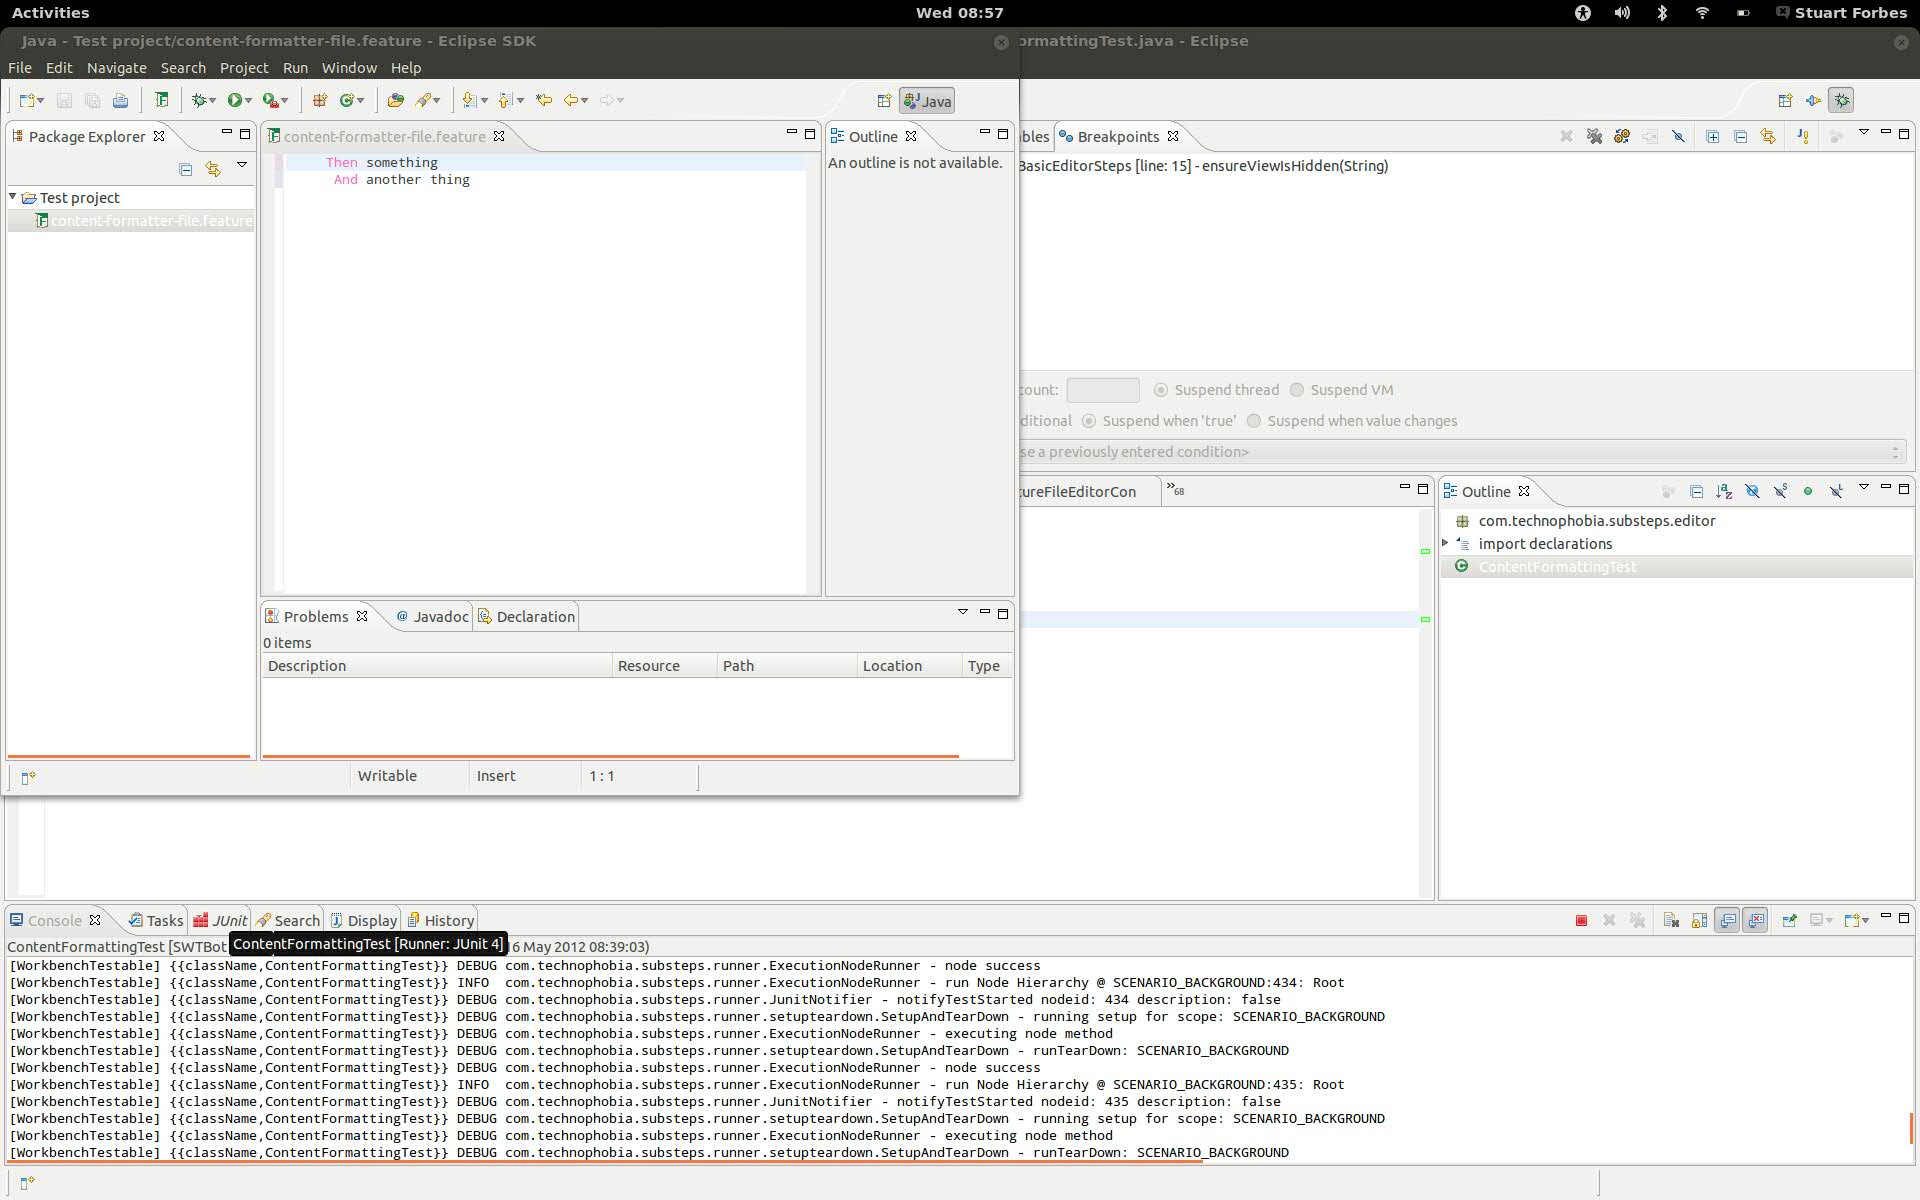 Activities
Wed 08:57
Stuart Forbes
Java - Test project/content-formatter-file.feature - Eclipse SDK
ormattingTest.java - Eclipse
File Edit Navigate Search Project Run Window Help
Java
Package Explorer
content-formatter-file.feature
Outline
ables
Breakpoints
Then something
And another thing
An outline is not available.
BasicEditorSteps [line: 15] - ensureViewIsHidden(String)
Test project
content-formatter-file.feature
count:
Suspend thread
Suspend VM
ditional
Suspend when 'true'
Suspend when value changes
se a previously entered condition>
tureFileEditorCon
»68
Outline
com.technophobia.substeps.editor
import declarations
ContentFormattingTest
Problems
@ Javadoc
Declaration
0 items
Description Resource Path Location Type
Writable Insert 1 : 1
Console Tasks JUnit Search Display History
ContentFormattingTest [SWTBot
ContentFormattingTest [Runner: JUnit 4]
16 May 2012 08:39:03)
[WorkbenchTestable] {{className,ContentFormattingTest}} DEBUG com.technophobia.substeps.runner.ExecutionNodeRunner - node success
[WorkbenchTestable] {{className,ContentFormattingTest}} INFO  com.technophobia.substeps.runner.ExecutionNodeRunner - run Node Hierarchy @ SCENARIO_BACKGROUND:434: Root
[WorkbenchTestable] {{className,ContentFormattingTest}} DEBUG com.technophobia.substeps.runner.JunitNotifier - notifyTestStarted nodeid: 434 description: false
[WorkbenchTestable] {{className,ContentFormattingTest}} DEBUG com.technophobia.substeps.runner.setupteardown.SetupAndTearDown - running setup for scope: SCENARIO_BACKGROUND
[WorkbenchTestable] {{className,ContentFormattingTest}} DEBUG com.technophobia.substeps.runner.ExecutionNodeRunner - executing node method
[WorkbenchTestable] {{className,ContentFormattingTest}} DEBUG com.technophobia.substeps.runner.setupteardown.SetupAndTearDown - runTearDown: SCENARIO_BACKGROUND
[WorkbenchTestable] {{className,ContentFormattingTest}} DEBUG com.technophobia.substeps.runner.ExecutionNodeRunner - node success
[WorkbenchTestable] {{className,ContentFormattingTest}} INFO  com.technophobia.substeps.runner.ExecutionNodeRunner - run Node Hierarchy @ SCENARIO_BACKGROUND:435: Root
[WorkbenchTestable] {{className,ContentFormattingTest}} DEBUG com.technophobia.substeps.runner.JunitNotifier - notifyTestStarted nodeid: 435 description: false
[WorkbenchTestable] {{className,ContentFormattingTest}} DEBUG com.technophobia.substeps.runner.setupteardown.SetupAndTearDown - running setup for scope: SCENARIO_BACKGROUND
[WorkbenchTestable] {{className,ContentFormattingTest}} DEBUG com.technophobia.substeps.runner.ExecutionNodeRunner - executing node method
[WorkbenchTestable] {{className,ContentFormattingTest}} DEBUG com.technophobia.substeps.runner.setupteardown.SetupAndTearDown - runTearDown: SCENARIO_BACKGROUND